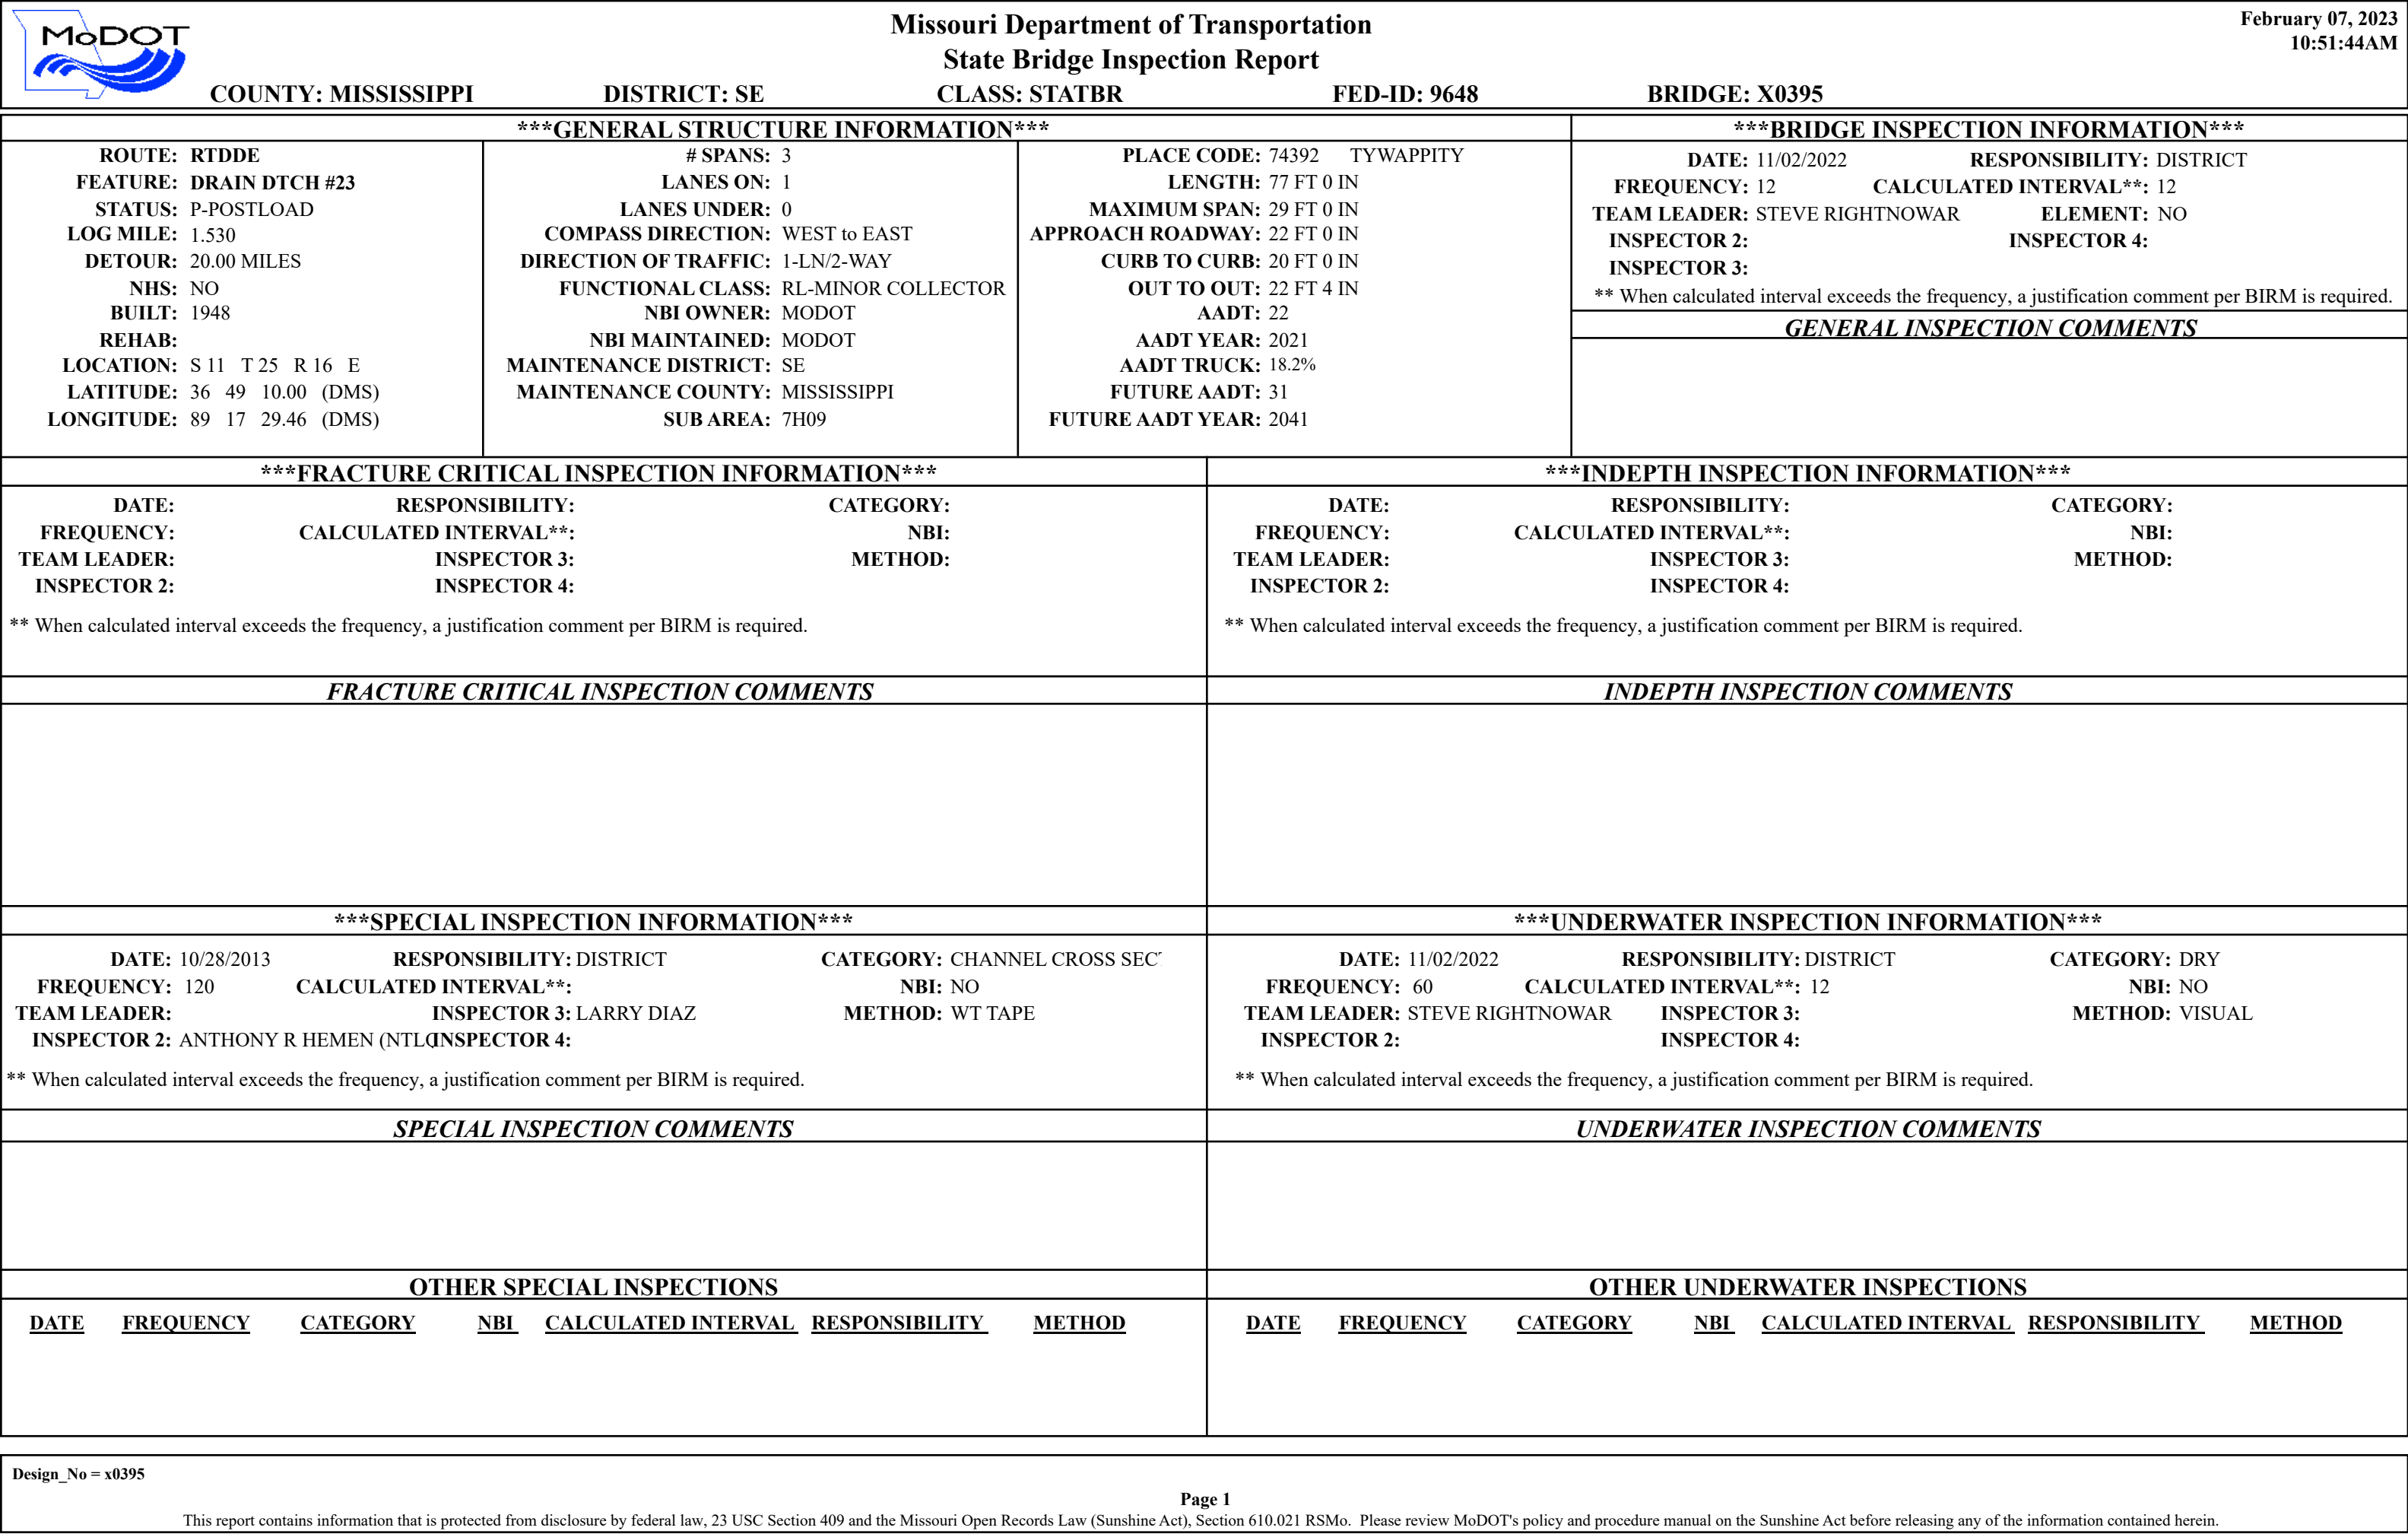 MoDOT
Missouri Department of Transportation
State Bridge Inspection Report
February 07, 2023
10:51:44AM
COUNTY: MISSISSIPPI DISTRICT: SE CLASS: STATBR FED-ID: 9648 BRIDGE: X0395
***GENERAL STRUCTURE INFORMATION***
ROUTE: RTDDE
FEATURE: DRAIN DTCH #23
STATUS: P-POSTLOAD
LOG MILE: 1.530
DETOUR: 20.00 MILES
NHS: NO
BUILT: 1948
REHAB:
LOCATION: S 11 T 25 R 16 E
LATITUDE: 36 49 10.00 (DMS)
LONGITUDE: 89 17 29.46 (DMS)
# SPANS: 3
LANES ON: 1
LANES UNDER: 0
COMPASS DIRECTION: WEST to EAST
DIRECTION OF TRAFFIC: 1-LN/2-WAY
FUNCTIONAL CLASS: RL-MINOR COLLECTOR
NBI OWNER: MODOT
NBI MAINTAINED: MODOT
MAINTENANCE DISTRICT: SE
MAINTENANCE COUNTY: MISSISSIPPI
SUB AREA: 7H09
PLACE CODE: 74392 TYWAPPITY
LENGTH: 77 FT 0 IN
MAXIMUM SPAN: 29 FT 0 IN
APPROACH ROADWAY: 22 FT 0 IN
CURB TO CURB: 20 FT 0 IN
OUT TO OUT: 22 FT 4 IN
AADT: 22
AADT YEAR: 2021
AADT TRUCK: 18.2%
FUTURE AADT: 31
FUTURE AADT YEAR: 2041
***BRIDGE INSPECTION INFORMATION***
DATE: 11/02/2022 RESPONSIBILITY: DISTRICT
FREQUENCY: 12 CALCULATED INTERVAL**: 12
TEAM LEADER: STEVE RIGHTNOWAR ELEMENT: NO
INSPECTOR 2: INSPECTOR 4:
INSPECTOR 3:
** When calculated interval exceeds the frequency, a justification comment per BIRM is required.
GENERAL INSPECTION COMMENTS
***FRACTURE CRITICAL INSPECTION INFORMATION***
DATE: RESPONSIBILITY: CATEGORY:
FREQUENCY: CALCULATED INTERVAL**: NBI:
TEAM LEADER: INSPECTOR 3: METHOD:
INSPECTOR 2: INSPECTOR 4:
** When calculated interval exceeds the frequency, a justification comment per BIRM is required.
FRACTURE CRITICAL INSPECTION COMMENTS
***INDEPTH INSPECTION INFORMATION***
DATE: RESPONSIBILITY: CATEGORY:
FREQUENCY: CALCULATED INTERVAL**: NBI:
TEAM LEADER: INSPECTOR 3: METHOD:
INSPECTOR 2: INSPECTOR 4:
** When calculated interval exceeds the frequency, a justification comment per BIRM is required.
INDEPTH INSPECTION COMMENTS
***SPECIAL INSPECTION INFORMATION***
DATE: 10/28/2013 RESPONSIBILITY: DISTRICT CATEGORY: CHANNEL CROSS SEC
FREQUENCY: 120 CALCULATED INTERVAL**: NBI: NO
TEAM LEADER: INSPECTOR 3: LARRY DIAZ METHOD: WT TAPE
INSPECTOR 2: ANTHONY R HEMEN (NTLQ INSPECTOR 4:
** When calculated interval exceeds the frequency, a justification comment per BIRM is required.
SPECIAL INSPECTION COMMENTS
***UNDERWATER INSPECTION INFORMATION***
DATE: 11/02/2022 RESPONSIBILITY: DISTRICT CATEGORY: DRY
FREQUENCY: 60 CALCULATED INTERVAL**: 12 NBI: NO
TEAM LEADER: STEVE RIGHTNOWAR INSPECTOR 3: METHOD: VISUAL
INSPECTOR 2: INSPECTOR 4:
** When calculated interval exceeds the frequency, a justification comment per BIRM is required.
UNDERWATER INSPECTION COMMENTS
OTHER SPECIAL INSPECTIONS
DATE FREQUENCY CATEGORY NBI CALCULATED INTERVAL RESPONSIBILITY METHOD
OTHER UNDERWATER INSPECTIONS
DATE FREQUENCY CATEGORY NBI CALCULATED INTERVAL RESPONSIBILITY METHOD
Design_No = x0395
Page 1
This report contains information that is protected from disclosure by federal law, 23 USC Section 409 and the Missouri Open Records Law (Sunshine Act), Section 610.021 RSMo. Please review MoDOT's policy and procedure manual on the Sunshine Act before releasing any of the information contained herein.